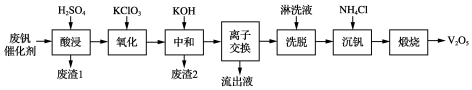 H₂SO₄ KClO₃ KOH 淋洗液 NH₄Cl
废钒
催化剂 酸浸 氧化 中和 离子
交换 洗脱 沉钒 煅烧 V₂O₅
废渣1 废渣2 流出液